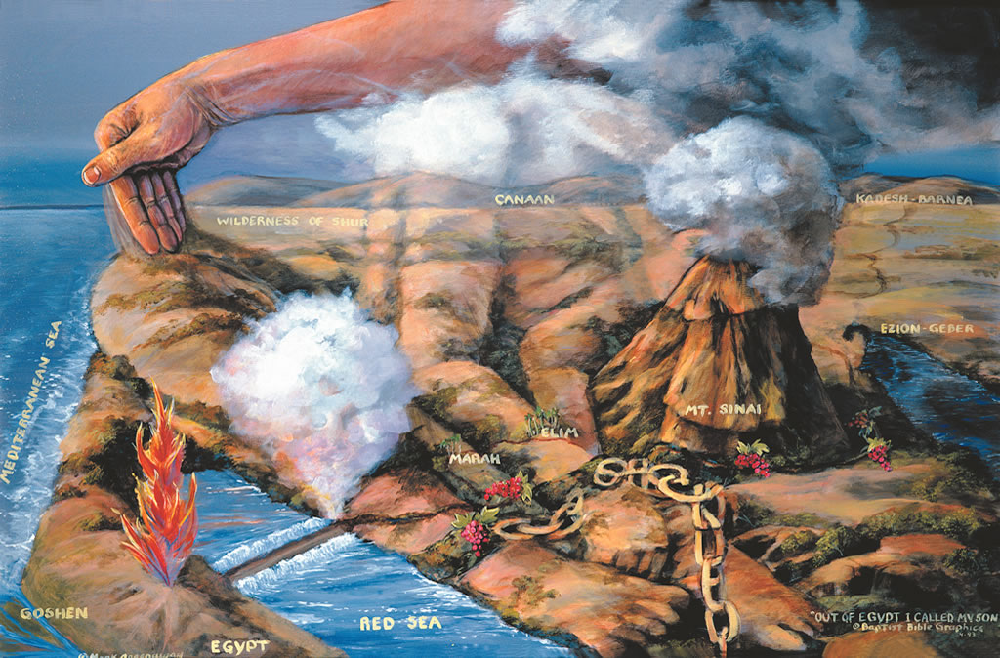 CANAAN
KADESH-BARNEA
WILDERNESS OF SHUR
EZION-GEBER
MEDITERRANEAN SEA
MT. SINAI
ELIM
MARAH
GOSHEN
RED SEA
"OUT OF EGYPT I CALLED MY SON"
©Baptist Bible Graphics
EGYPT